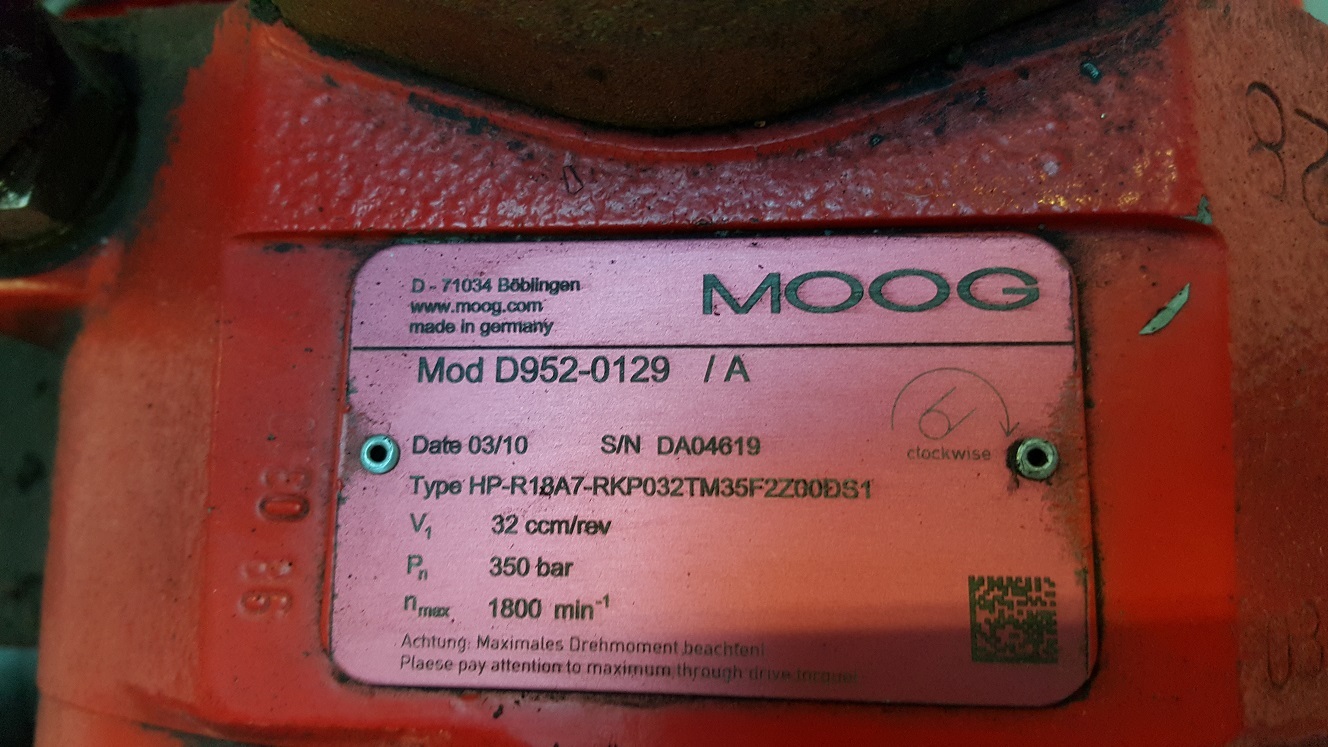 D - 71034 Böblingen
www.moog.com
made in germany
MOOG
Mod D952-0129 / A
clockwise
Date 03/10 S/N DA04619
Type HP-R18A7-RKP032TM35F2Z00DS1
V1 32 ccm/rev
Pn 350 bar
nmax 1800 min-1
Achtung: Maximales Drehmoment beachten!
Plaese pay attention to maximum through drive torque!